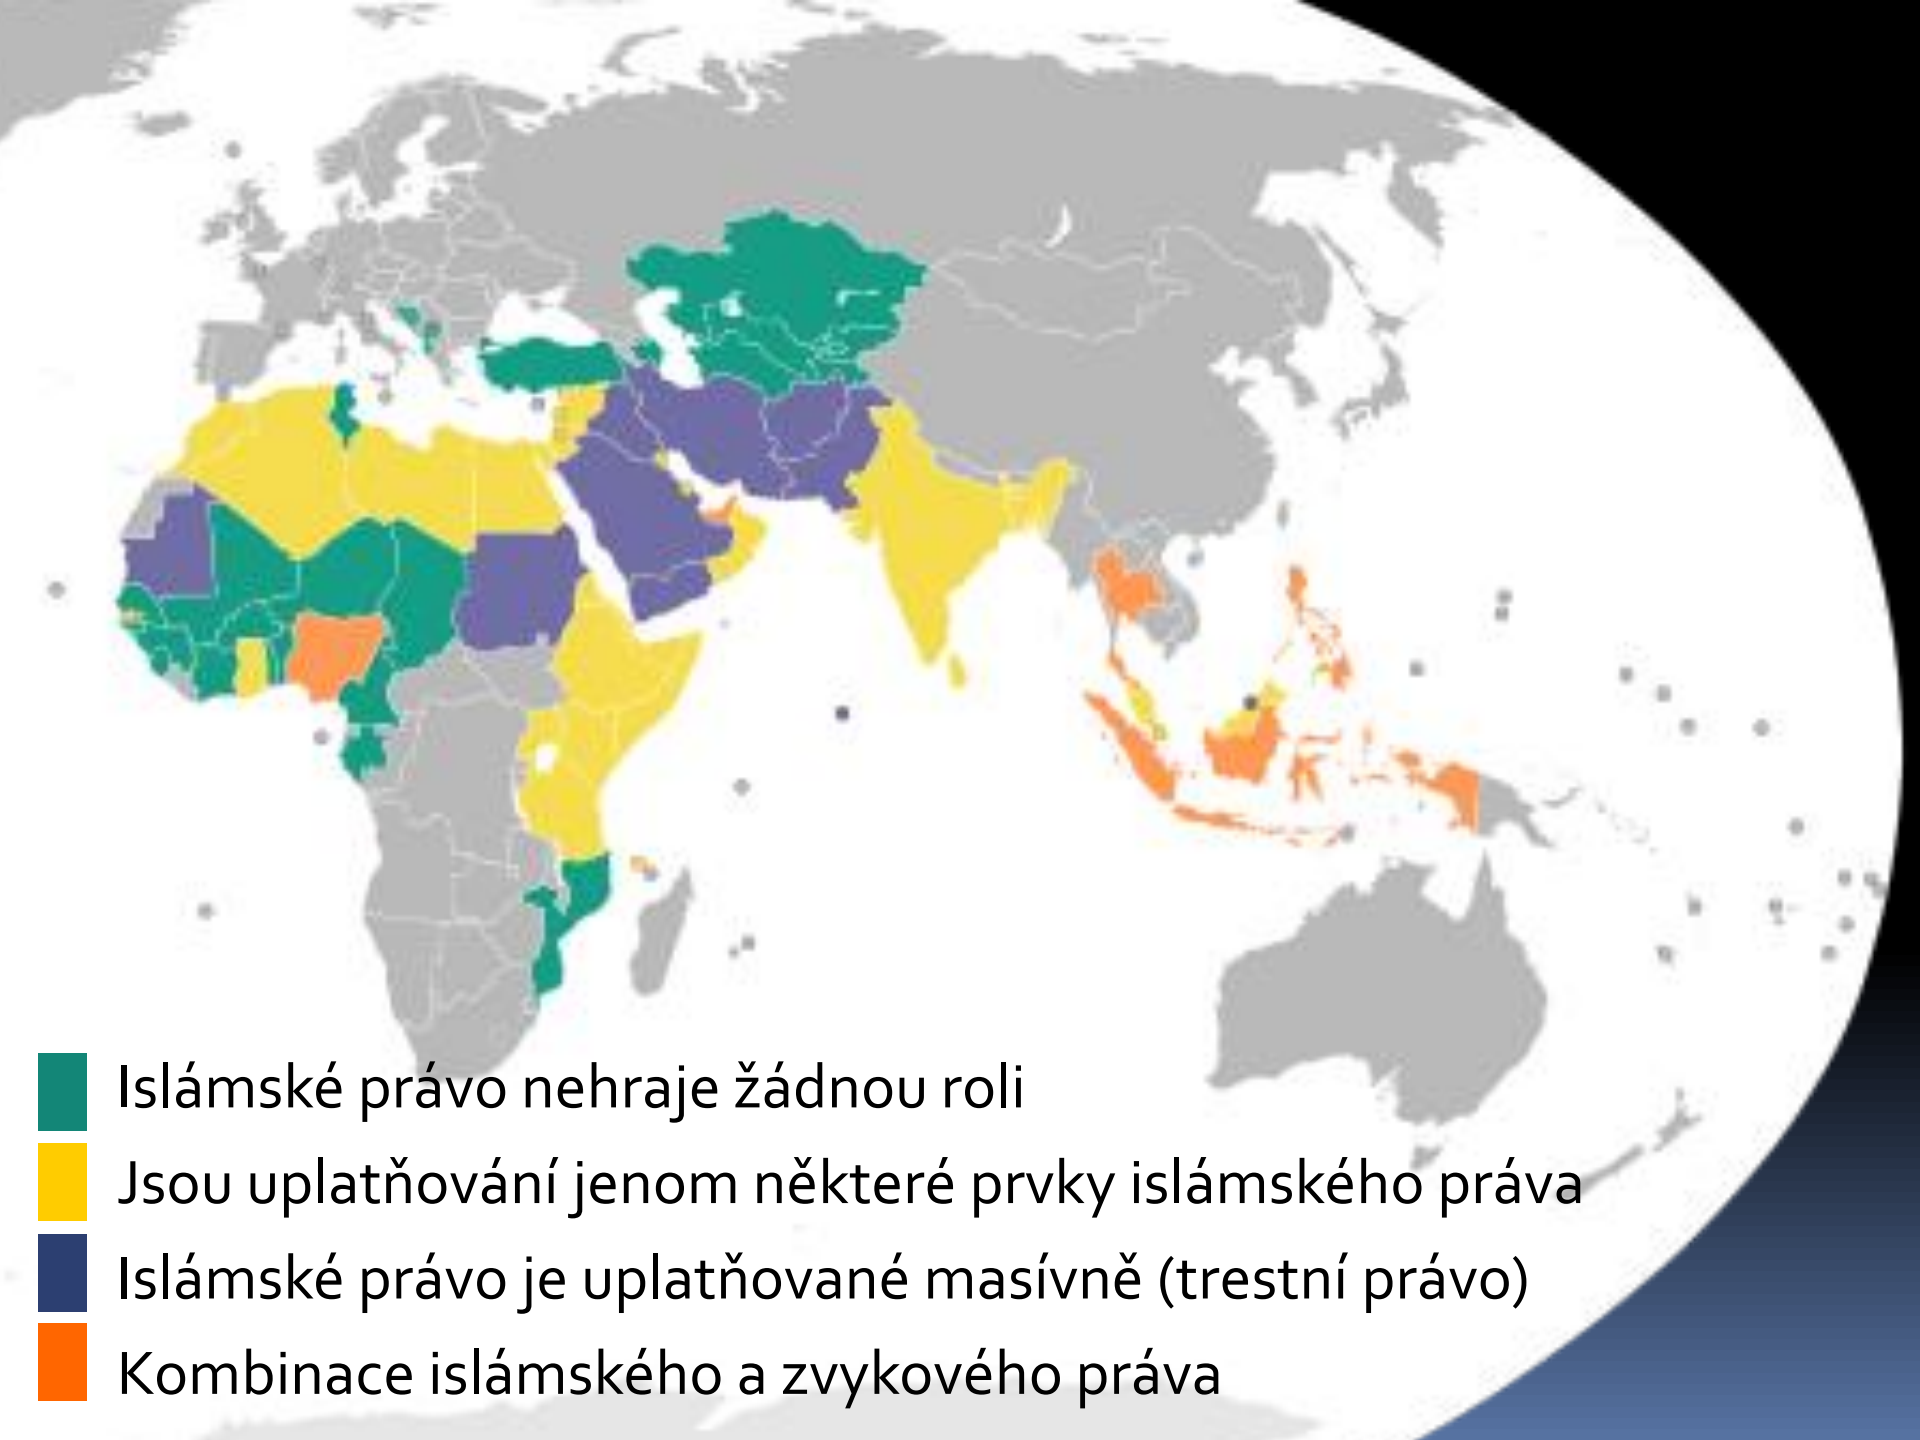 Islámské právo nehraje žádnou roli
Jsou uplatňování jenom některé prvky islámského práva
Islámské právo je uplatňované masívně (trestní právo)
Kombinace islámského a zvykového práva